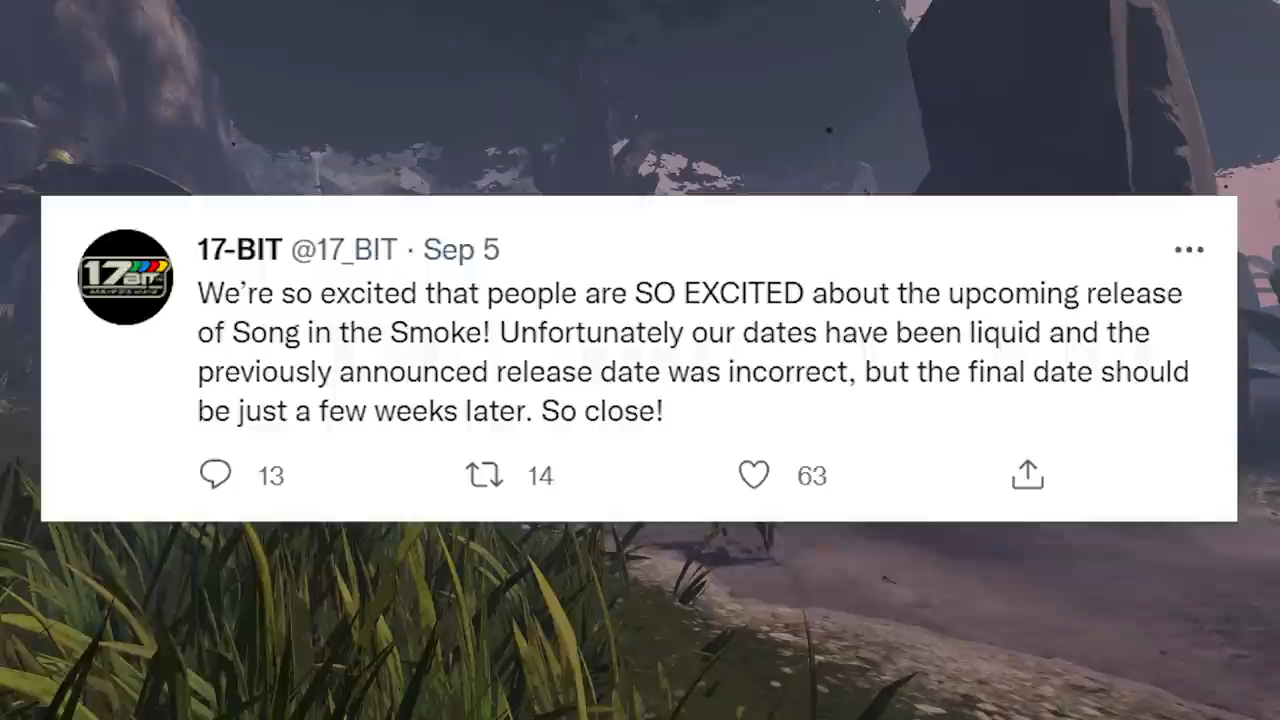 17-BIT @17_BIT · Sep 5
We’re so excited that people are SO EXCITED about the upcoming release
of Song in the Smoke! Unfortunately our dates have been liquid and the
previously announced release date was incorrect, but the final date should
be just a few weeks later. So close!
13 14 63
17BIT